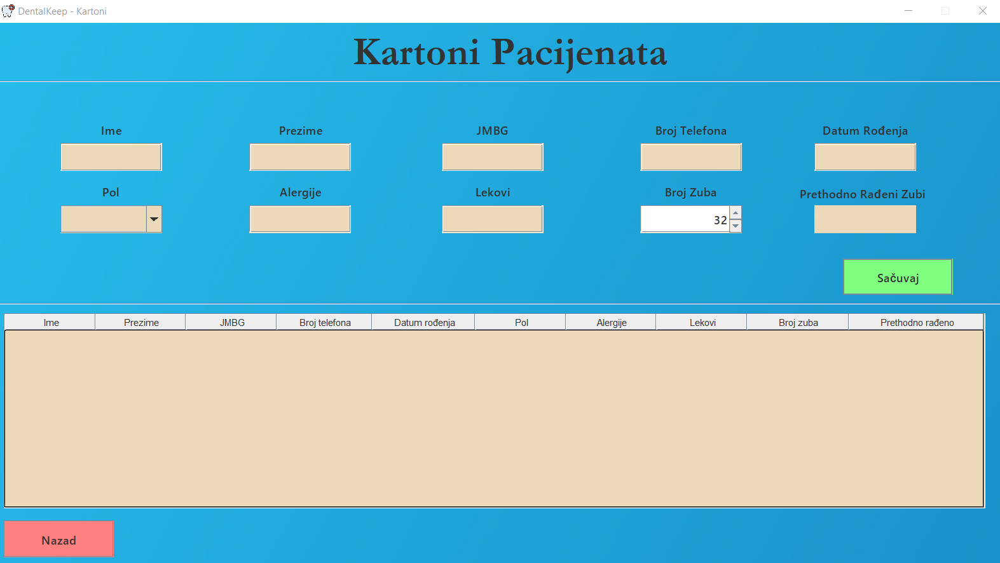 DentalKeep - Kartoni
Kartoni Pacijenata
Ime Prezime JMBG Broj Telefona Datum Rođenja
Pol Alergije Lekovi Broj Zuba Prethodno Rađeni Zubi
32
Sačuvaj
Ime Prezime JMBG Broj telefona Datum rođenja Pol Alergije Lekovi Broj zuba Prethodno rađeno
Nazad